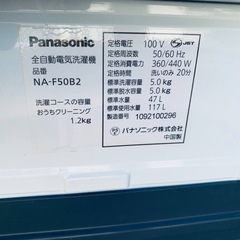 Panasonic
全自動電気洗濯機
品番
NA-F50B2
洗濯コースの容量
おうちクリーニング
1.2kg
定格電圧 100 V
JET
定格周波数 50/60 Hz
定格消費電力 360/440 W
定格時間 洗いのみ 20分
標準洗濯容量 5.0 kg
標準脱水容量 5.0 kg
標準水量 47 L
標準使用水量 117 L
製造番号 1092100296
パナソニック株式会社
中国製